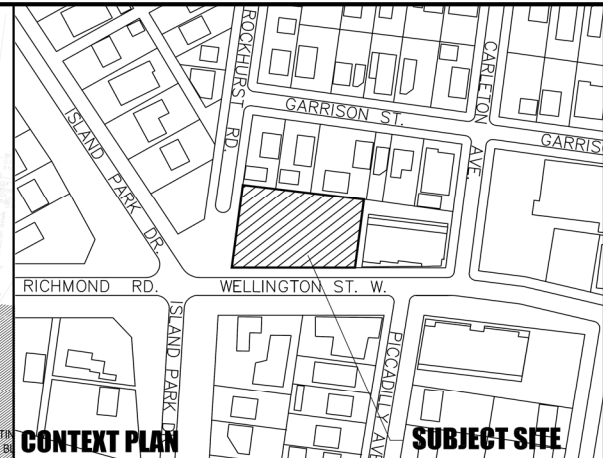 ROCKHURST RD.
CARLETON AVE.
GARRISON ST.
GARRIS
ISLAND PARK DR.
RICHMOND RD.
WELLINGTON ST. W.
ISLAND PARK D
PICCADILLY AVE
CONTEXT PLAN
SUBJECT SITE